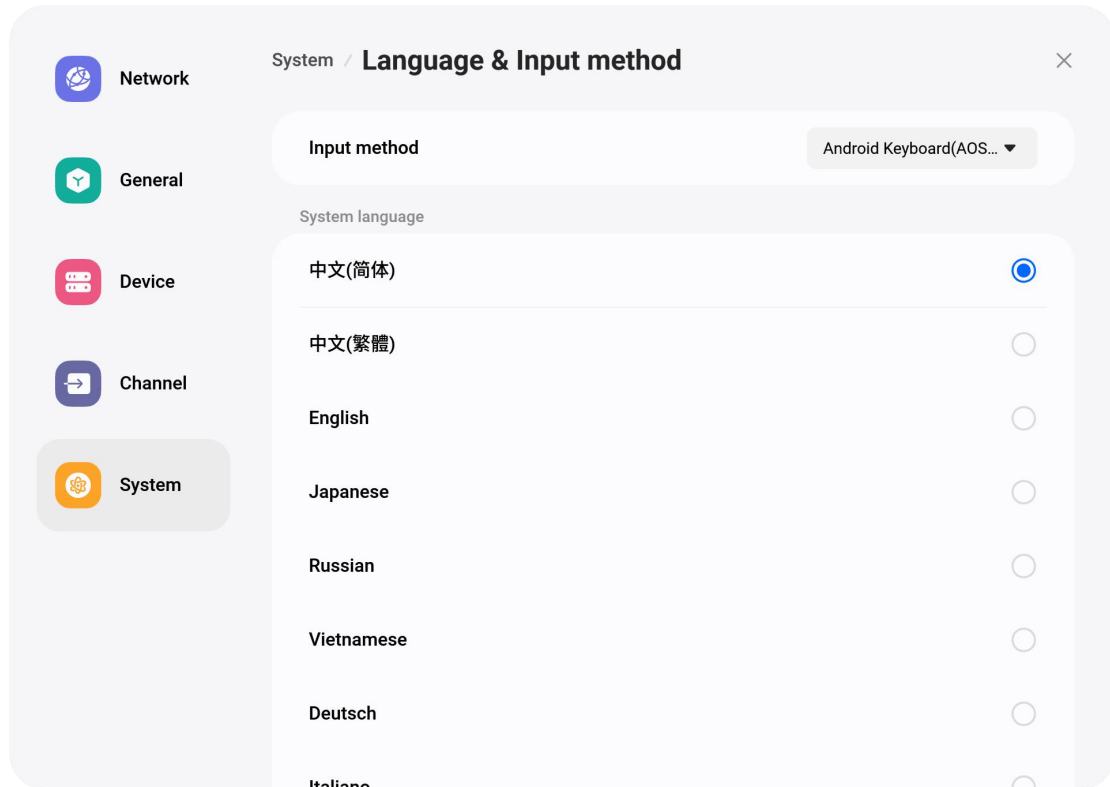 System / Language & Input method
Network
General
Device
Channel
System
Input method
Android Keyboard(AOS...
System language
中文(简体)
中文(繁體)
English
Japanese
Russian
Vietnamese
Deutsch
Italiano